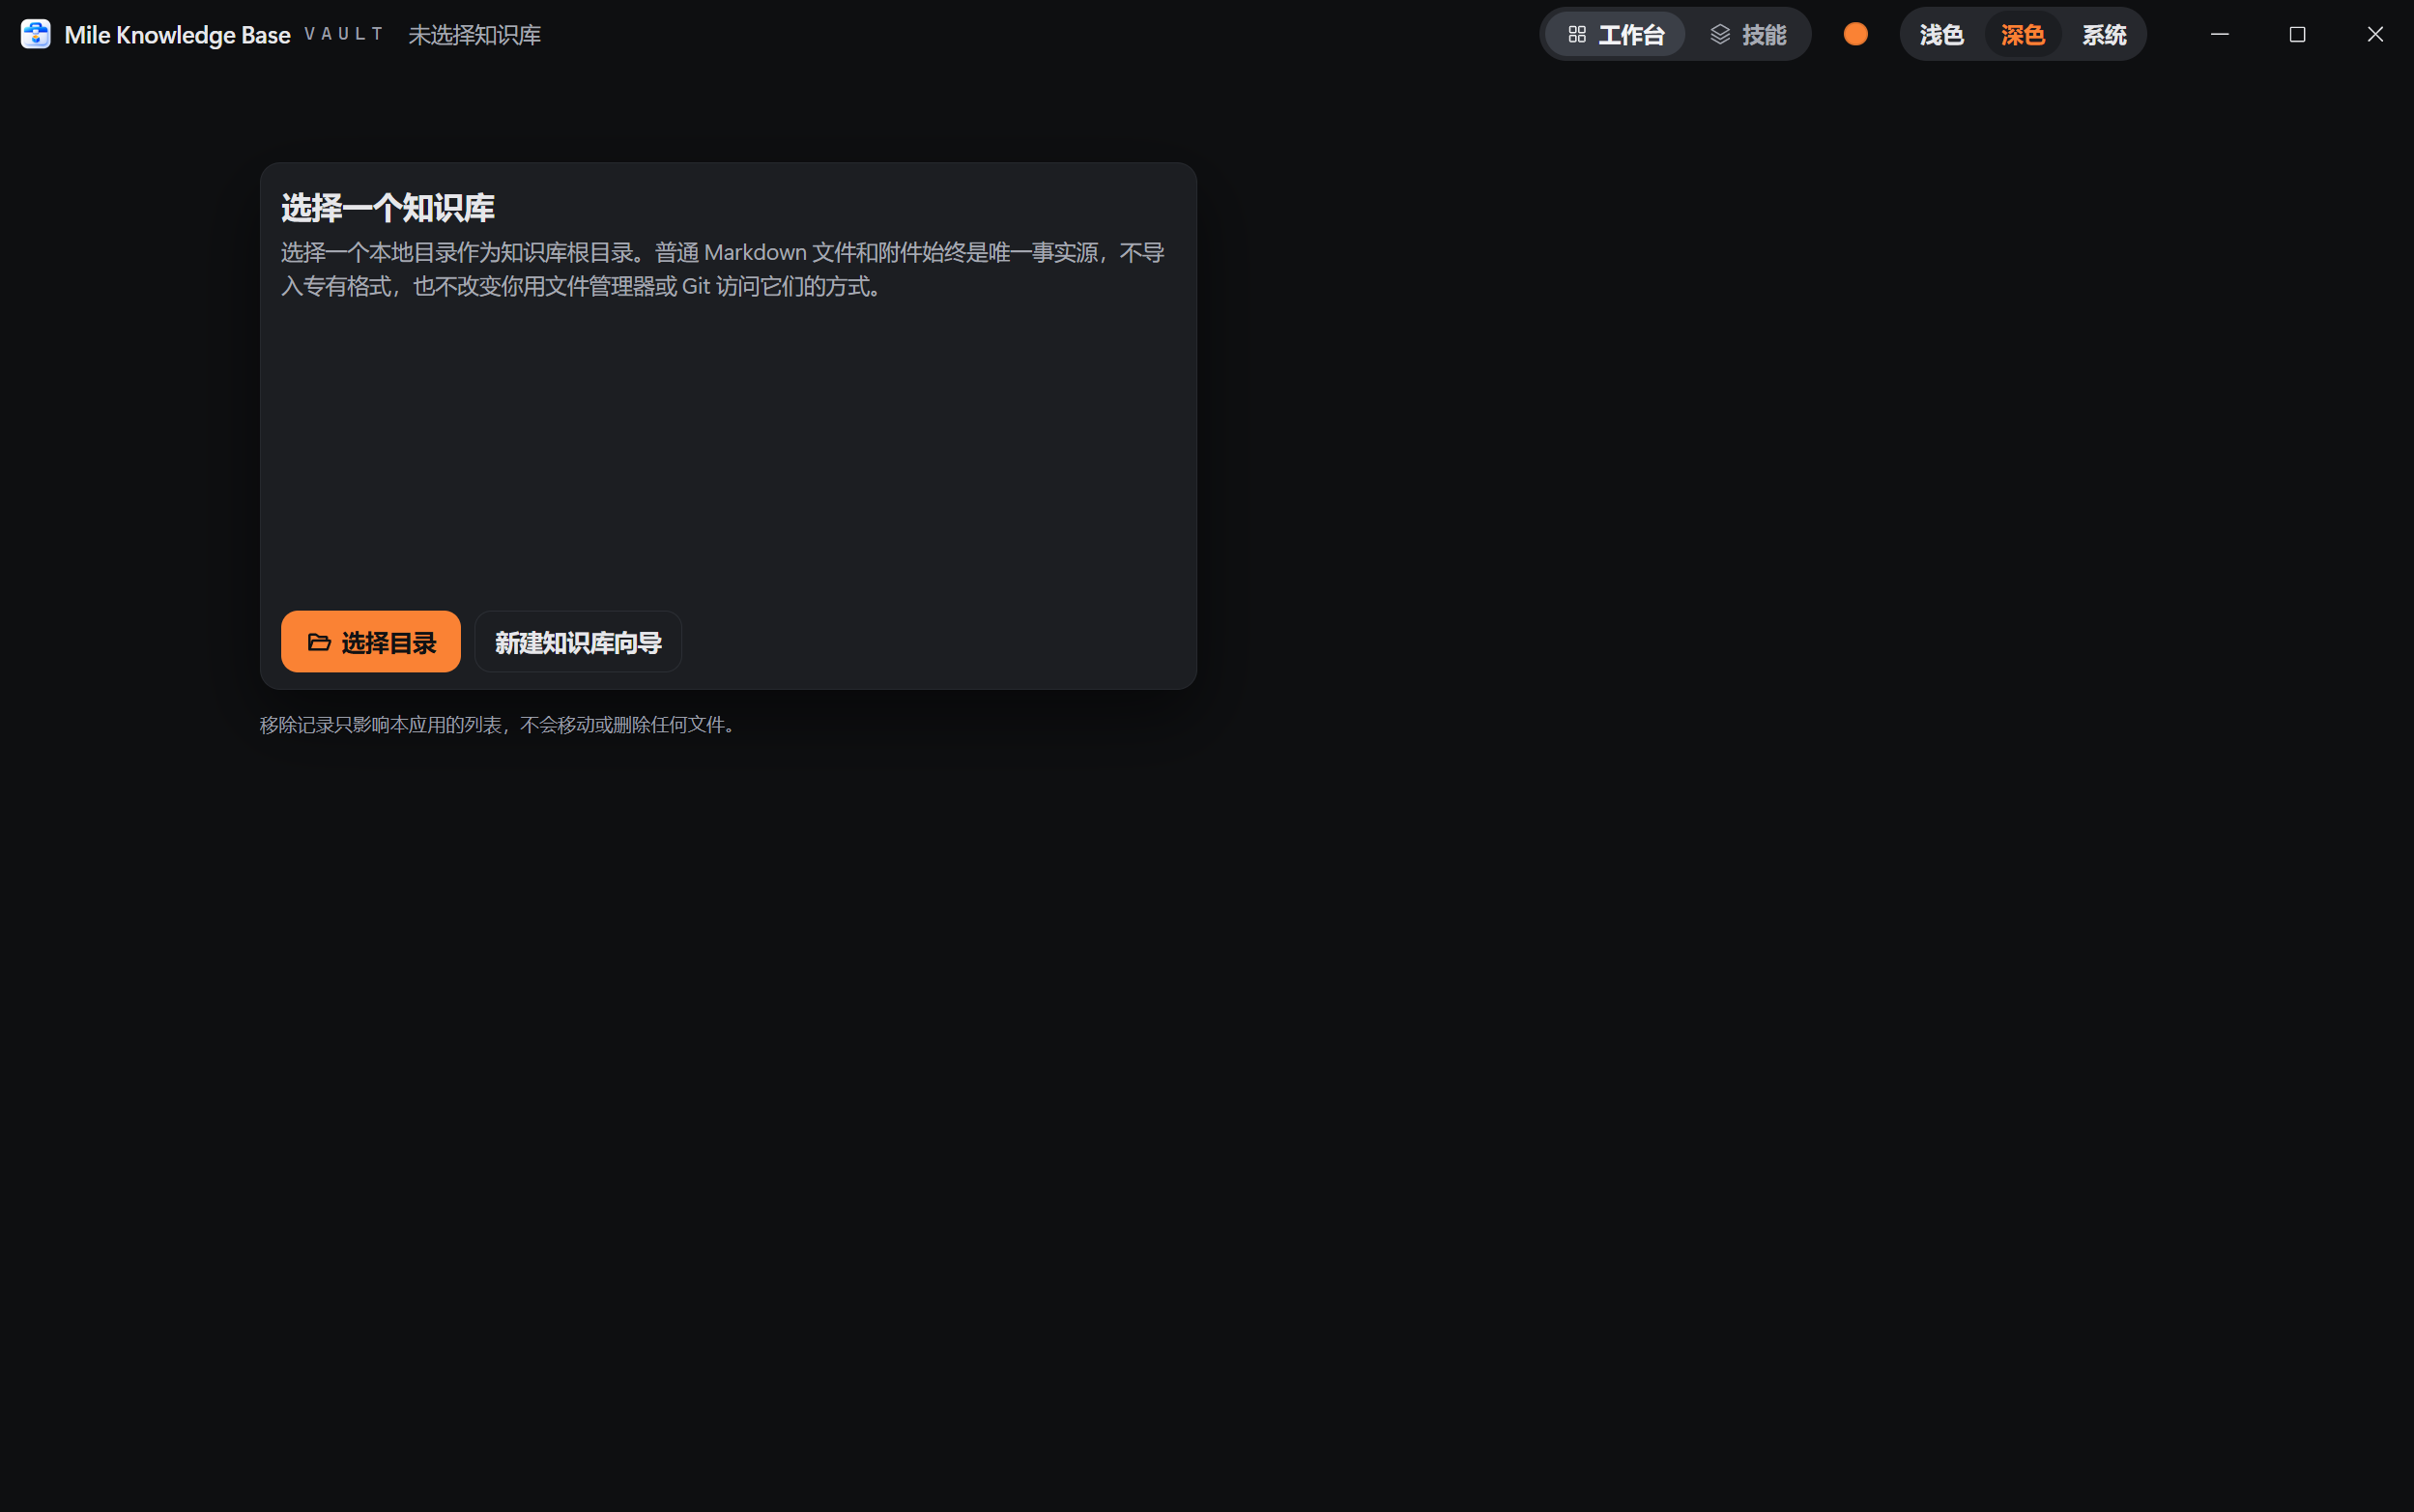 Mile Knowledge Base VAULT 未选择知识库 工作台 技能 浅色 深色 系统
选择一个知识库
选择一个本地目录作为知识库根目录。普通 Markdown 文件和附件始终是唯一事实源，不导
入专有格式，也不改变你用文件管理器或 Git 访问它们的方式。
选择目录 新建知识库向导
移除记录只影响本应用的列表，不会移动或删除任何文件。